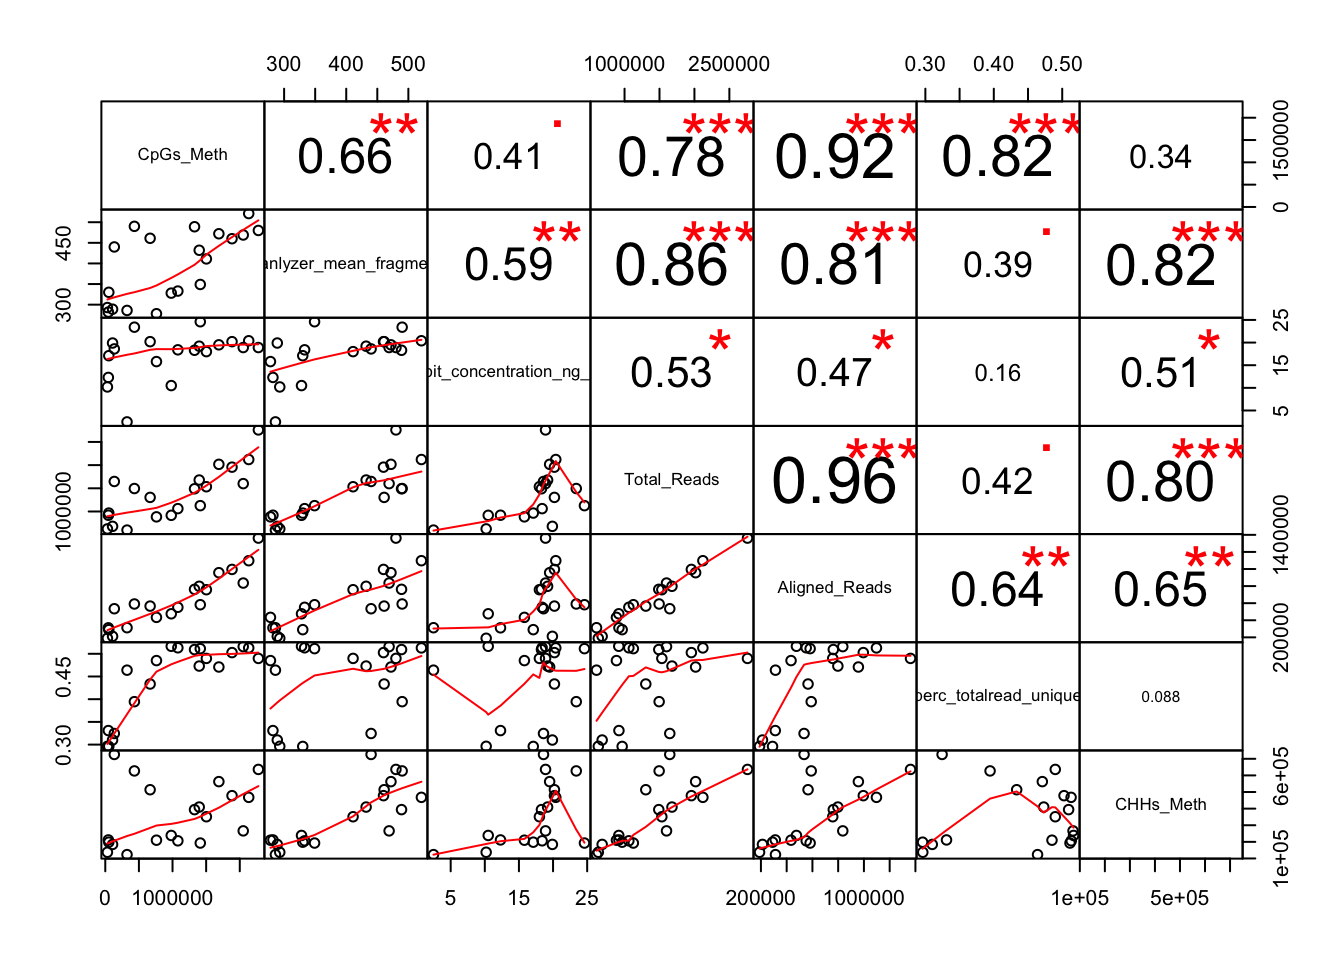 300 400 500 1000000 2500000 0.30 0.40 0.50
CpGs_Meth 0.66 ** 0.41 . 0.78 *** 0.92 *** 0.82 *** 0.34 0 1500000
300 450 anlyzer_mean_fragme 0.59 ** 0.86 *** 0.81 *** 0.39 . 0.82 ***
bit_concentration_ng_ 0.53 * 0.47 * 0.16 0.51 * 5 15 25
1000000 Total_Reads 0.96 *** 0.42 . 0.80 ***
Aligned_Reads 0.64 ** 0.65 ** 200000 1400000
0.30 0.45 perc_totalread_unique 0.088
CHHs_Meth 1e+05 6e+05
0 1000000 5 15 25 200000 1000000 1e+05 5e+05